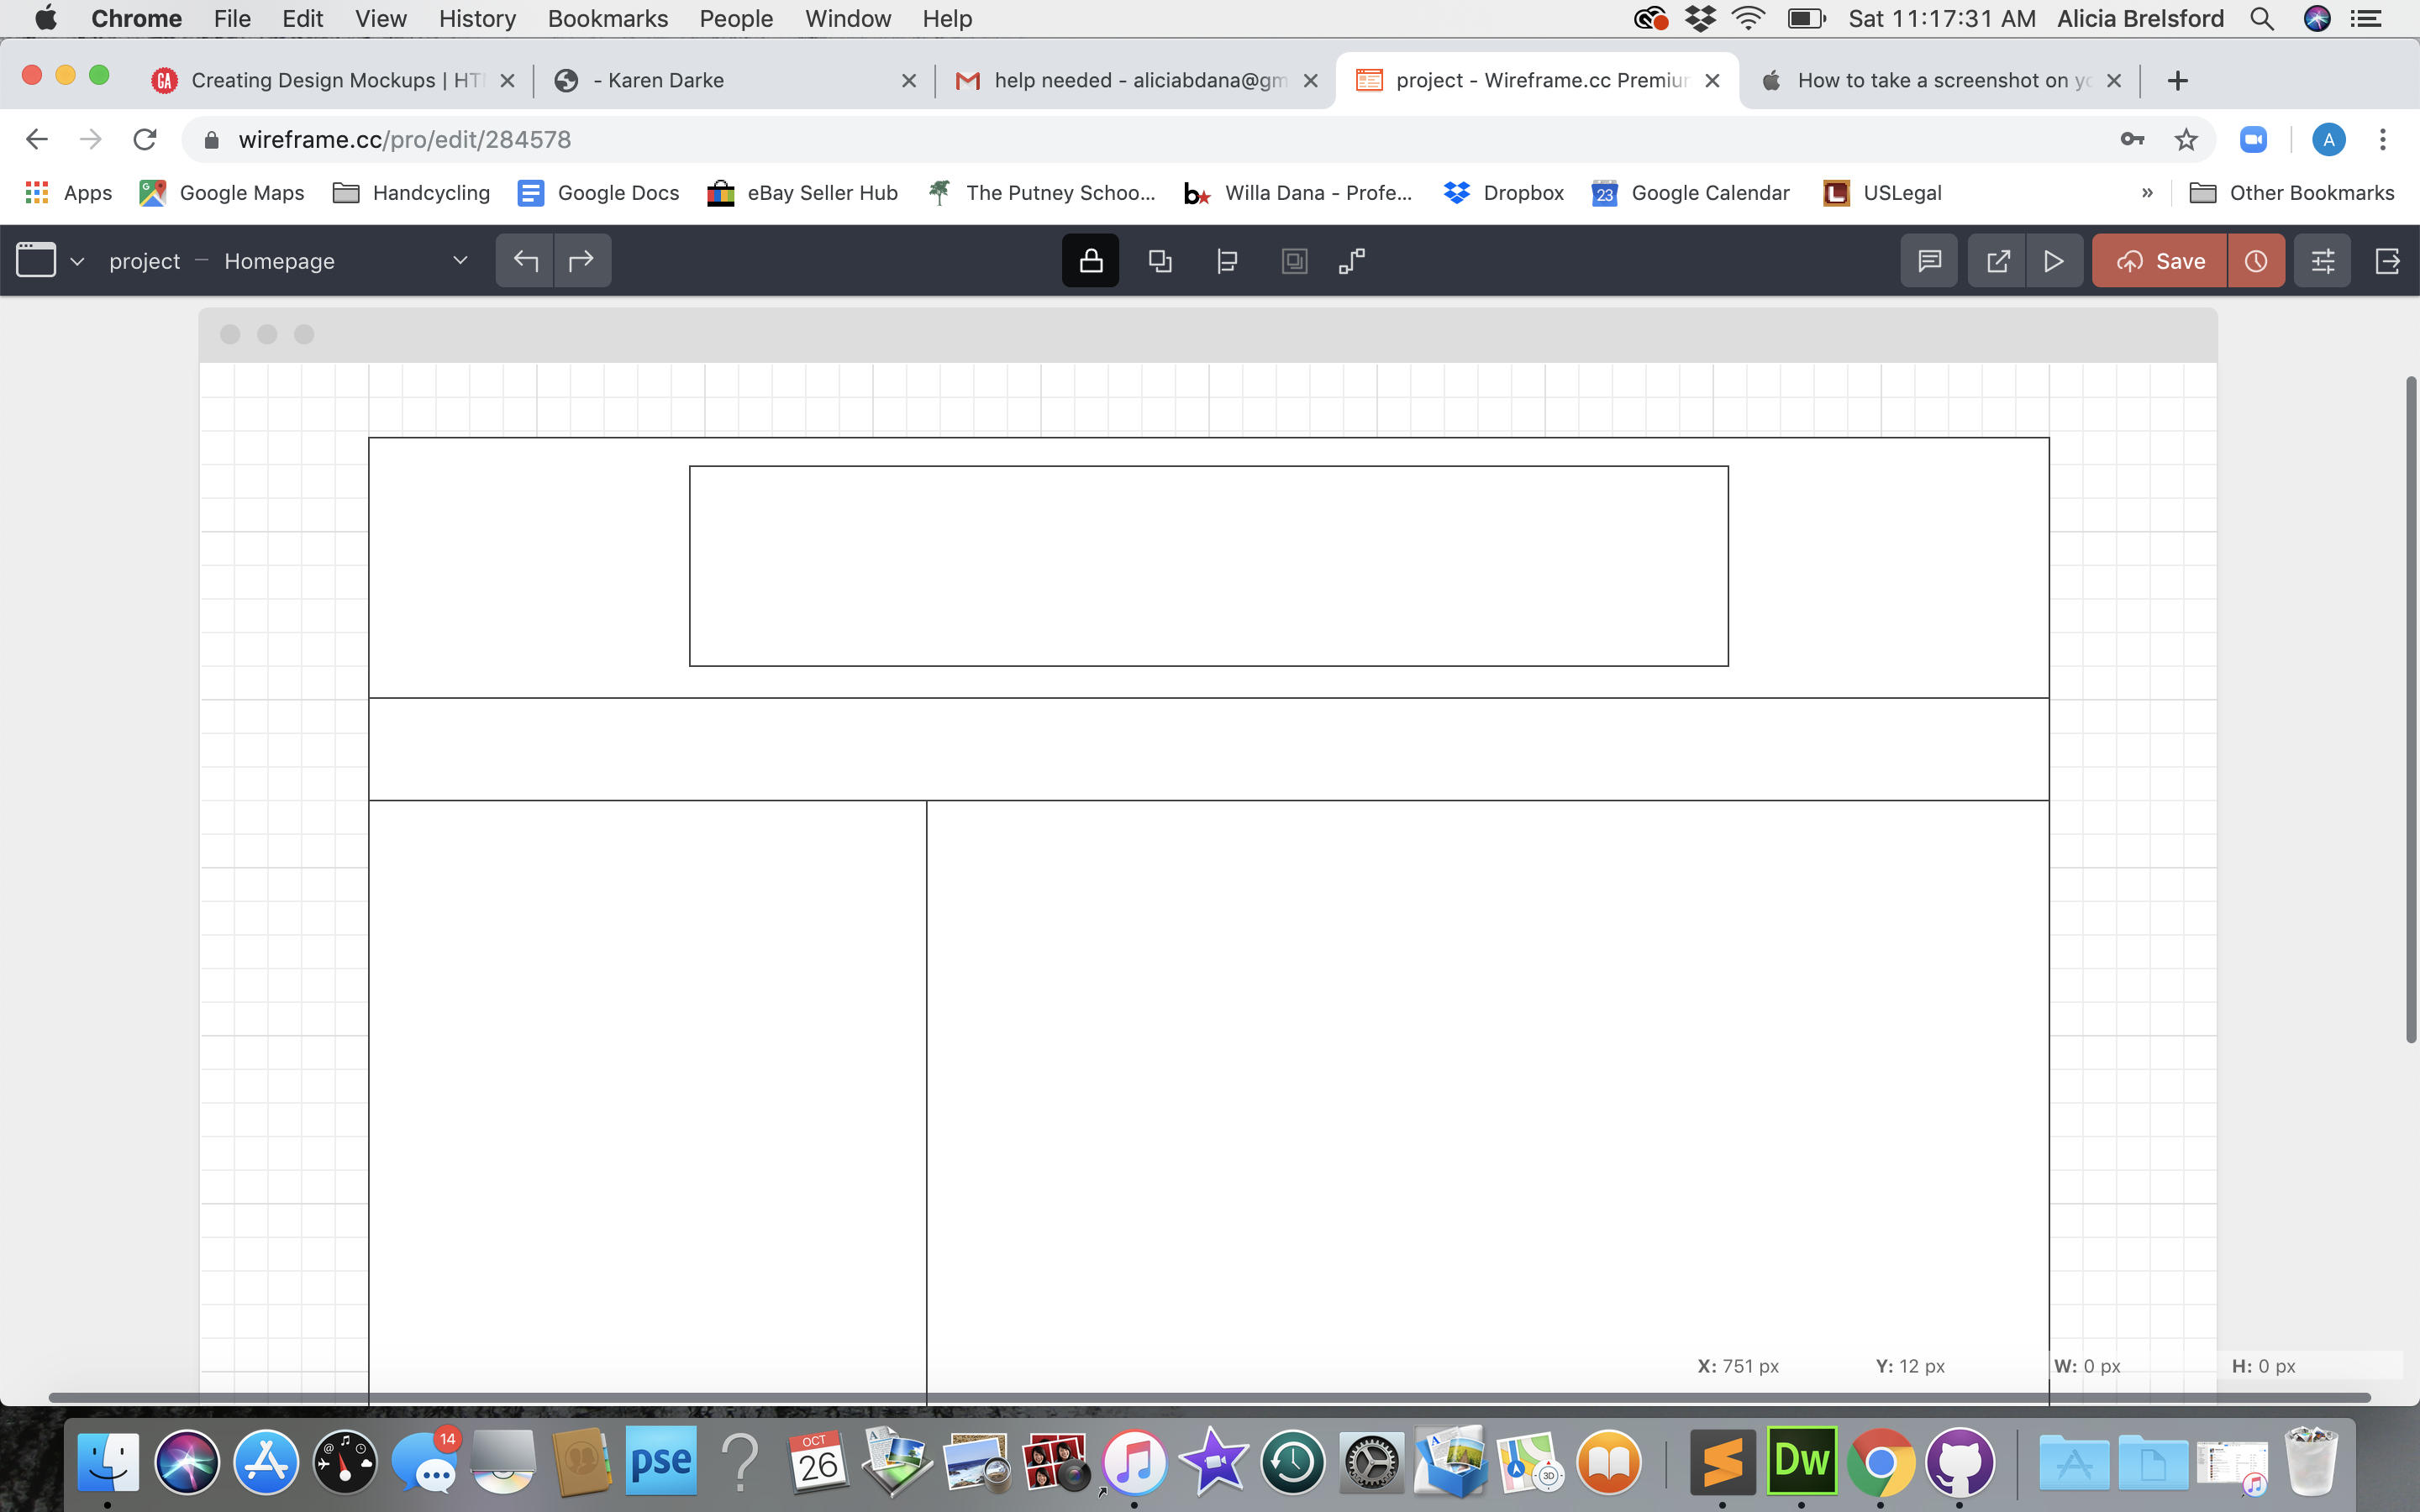 Chrome File Edit View History Bookmarks People Window Help Sat 11:17:31 AM Alicia Brelsford
GA Creating Design Mockups | HT - Karen Darke help needed - aliciabdana@gm project - Wireframe.cc Premiu How to take a screenshot on yo
wireframe.cc/pro/edit/284578 A
Apps Google Maps Handcycling Google Docs eBay Seller Hub The Putney Schoo... b Willa Dana - Profe... Dropbox 23 Google Calendar L USLegal » Other Bookmarks
project — Homepage Save
X: 751 px Y: 12 px W: 0 px H: 0 px
14 pse ? OCT 26 3D Dw